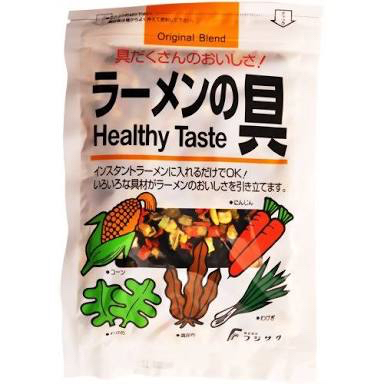 Original Blend
具だくさんのおいしさ!
ラーメンの具
Healthy Taste
インスタントラーメンに入れるだけでOK!
いろいろな具材がラーメンのおいしさを引き立てます。
●にんじん
●コーン
●わけぎ
フジサワ